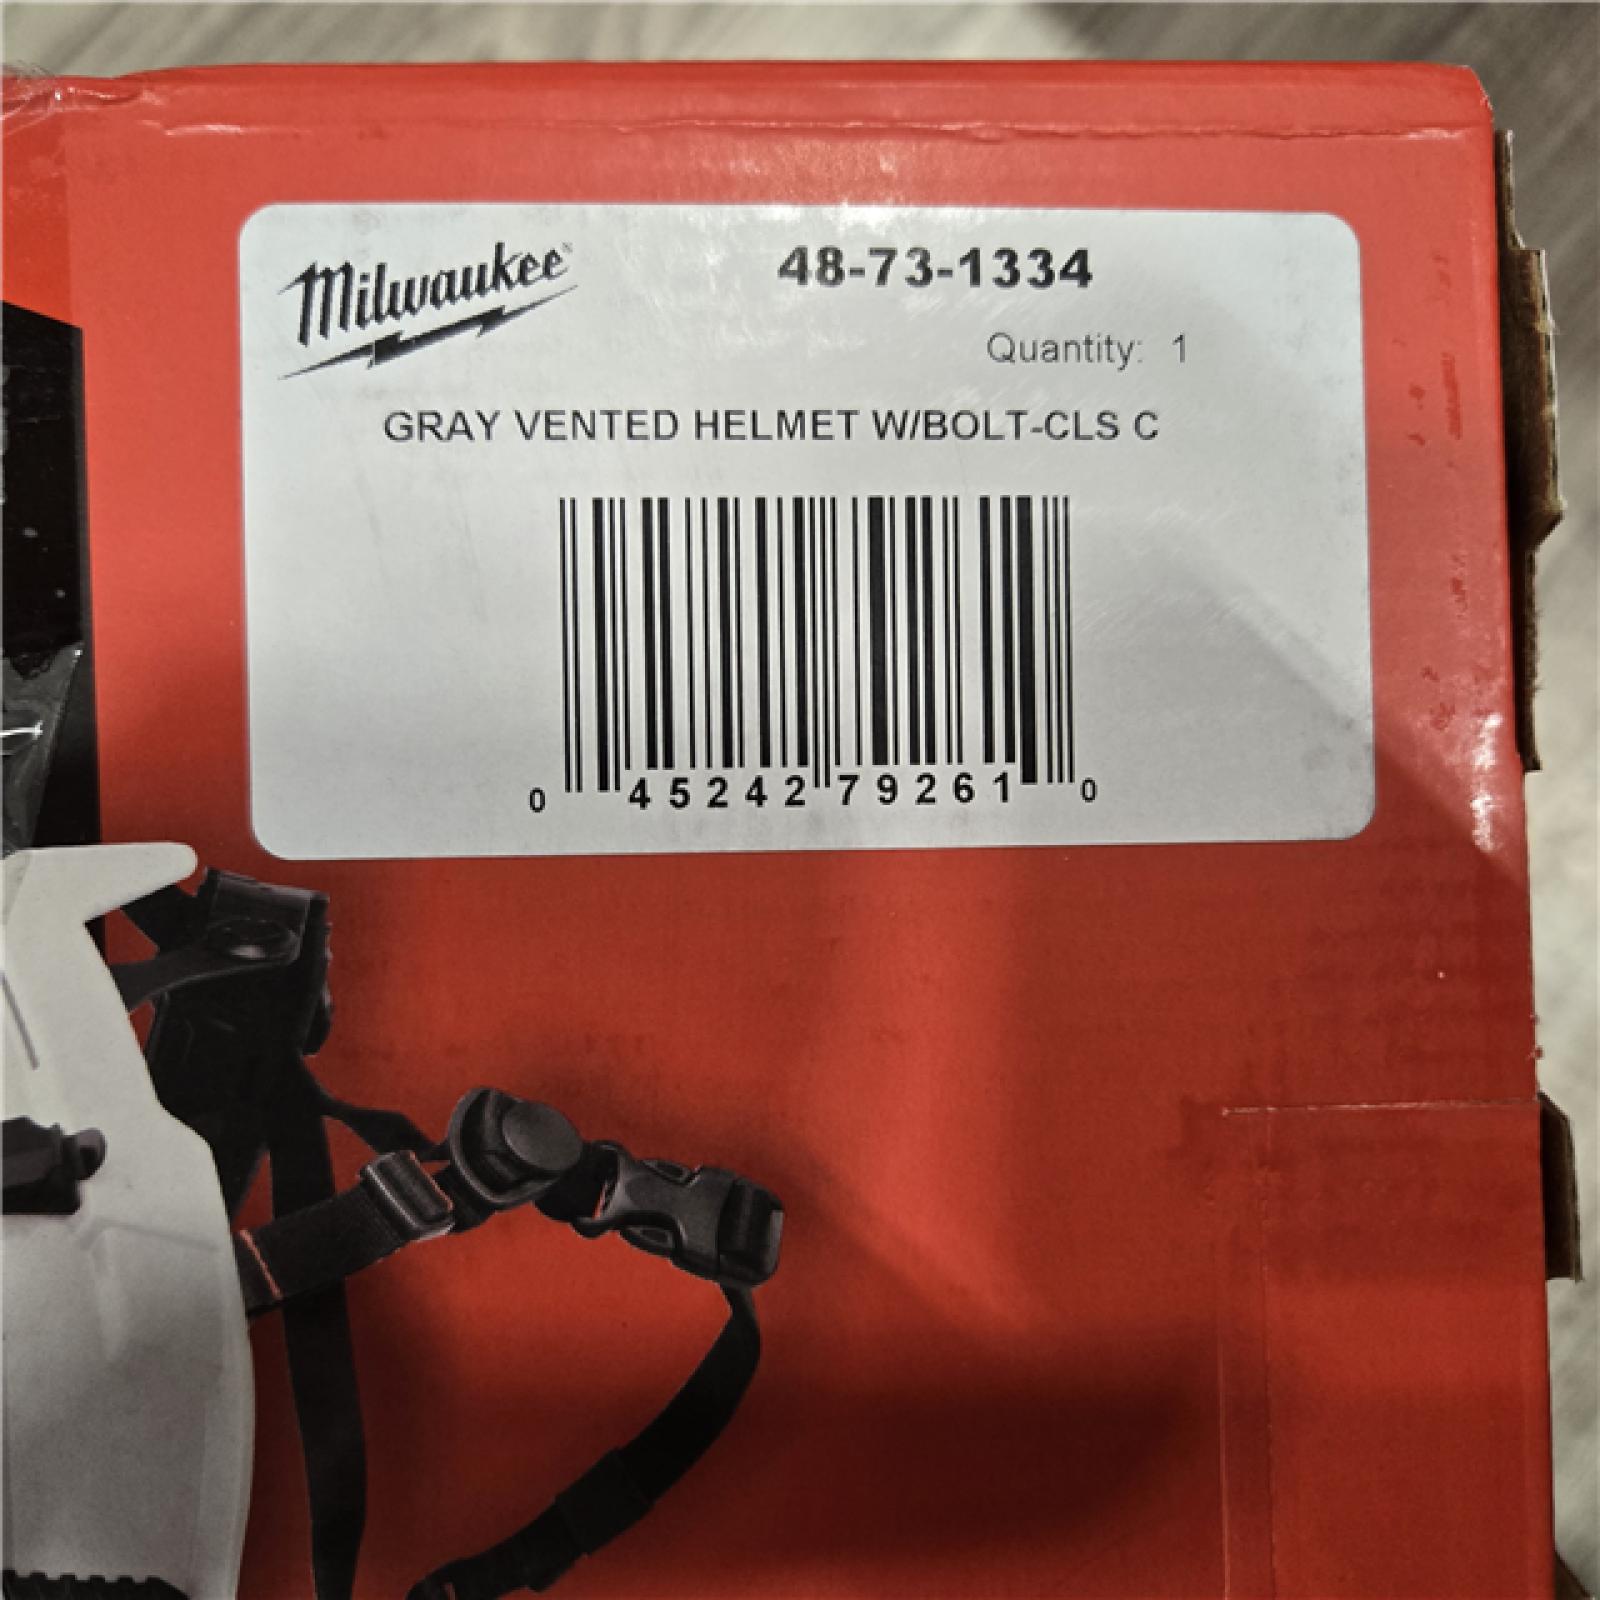 Milwaukee®
48-73-1334
Quantity: 1
GRAY VENTED HELMET W/BOLT-CLS C
0 45242 79261 0